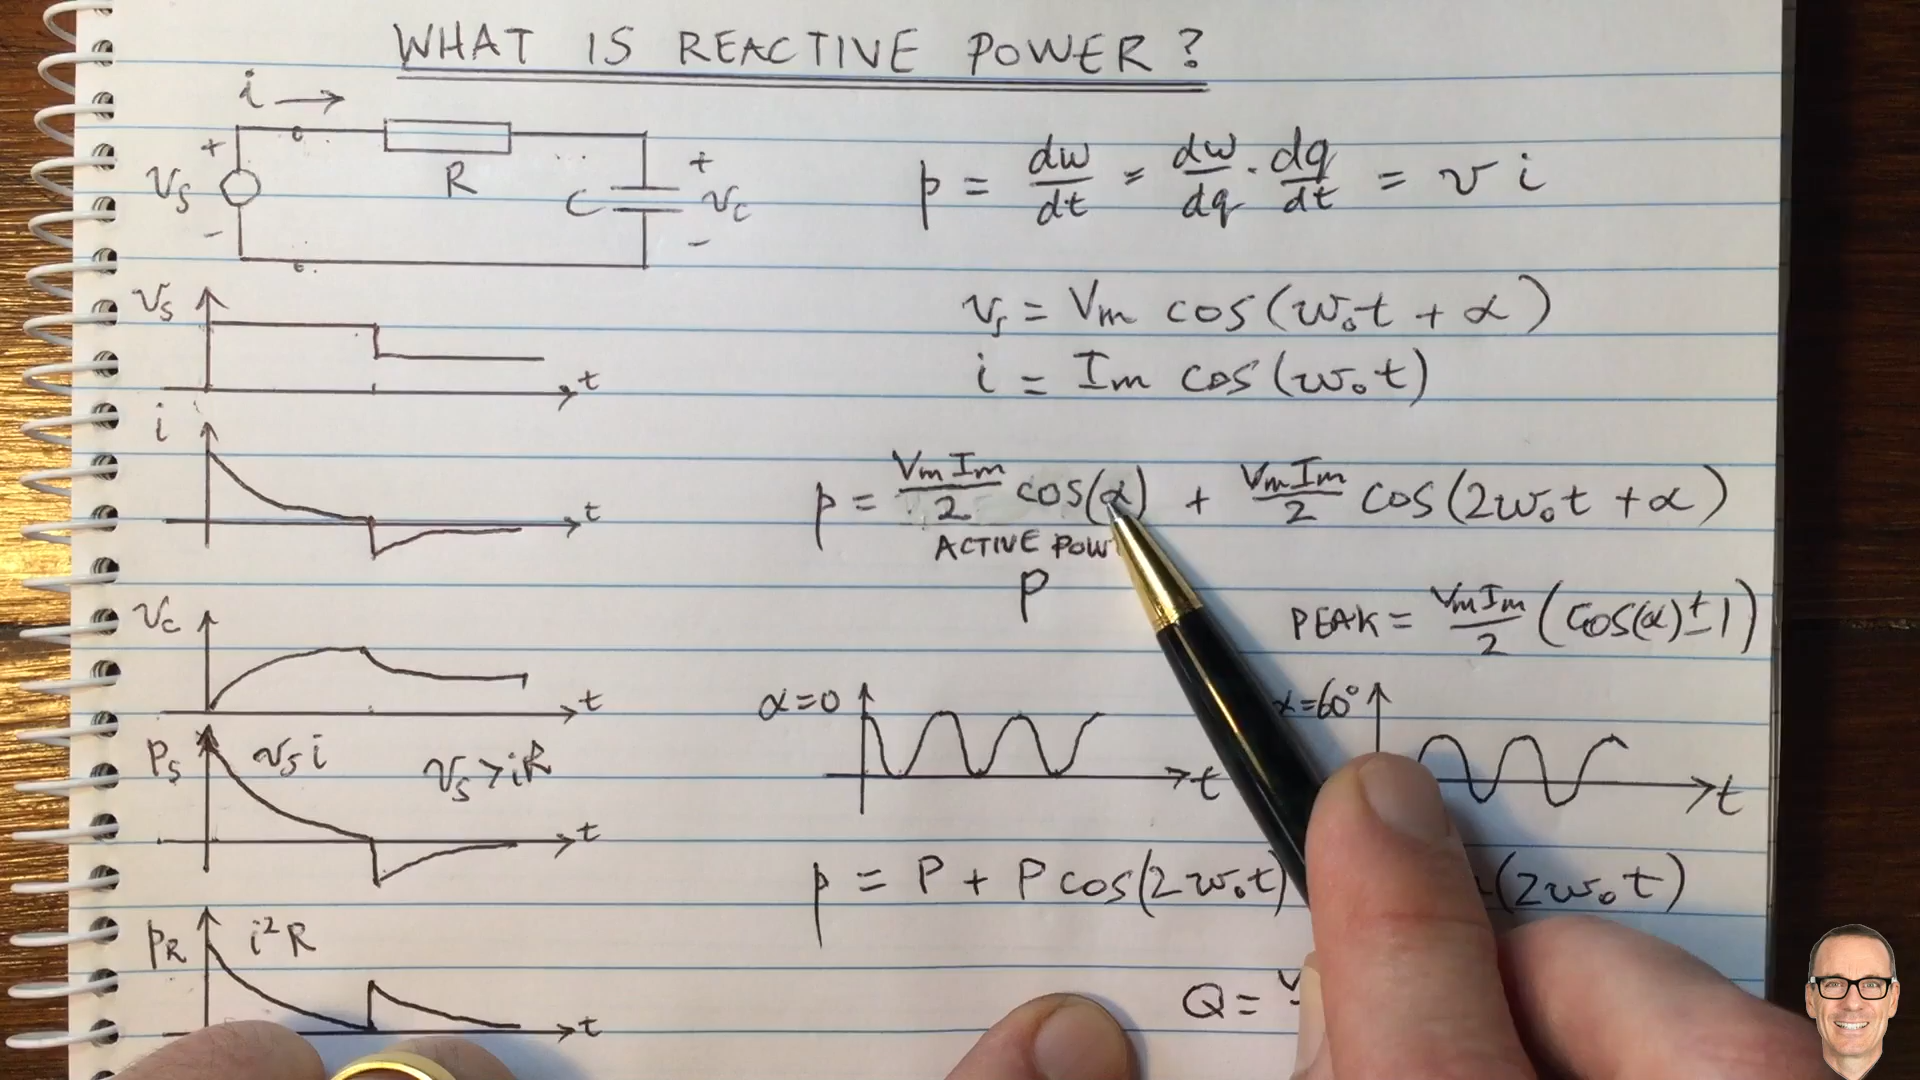 WHAT IS REACTIVE POWER?
i →
+
vs
-
R
C
+
vc
-
p = dw/dt = dw/dq · dq/dt = v i
vs = Vm cos(ω₀t + α)
i = Im cos(ω₀t)
vs
t
i
t
p = VmIm/2 cos(α) + VmIm/2 cos(2ω₀t + α)
ACTIVE
P
PEAK = VmIm/2 (cos(α) ± 1)
vc
t
α=0
t
α=60°
t
ps
vs i
vs > iR
t
p = P + P cos(2ω₀t)
(2ω₀t)
pR
i²R
t
Q =